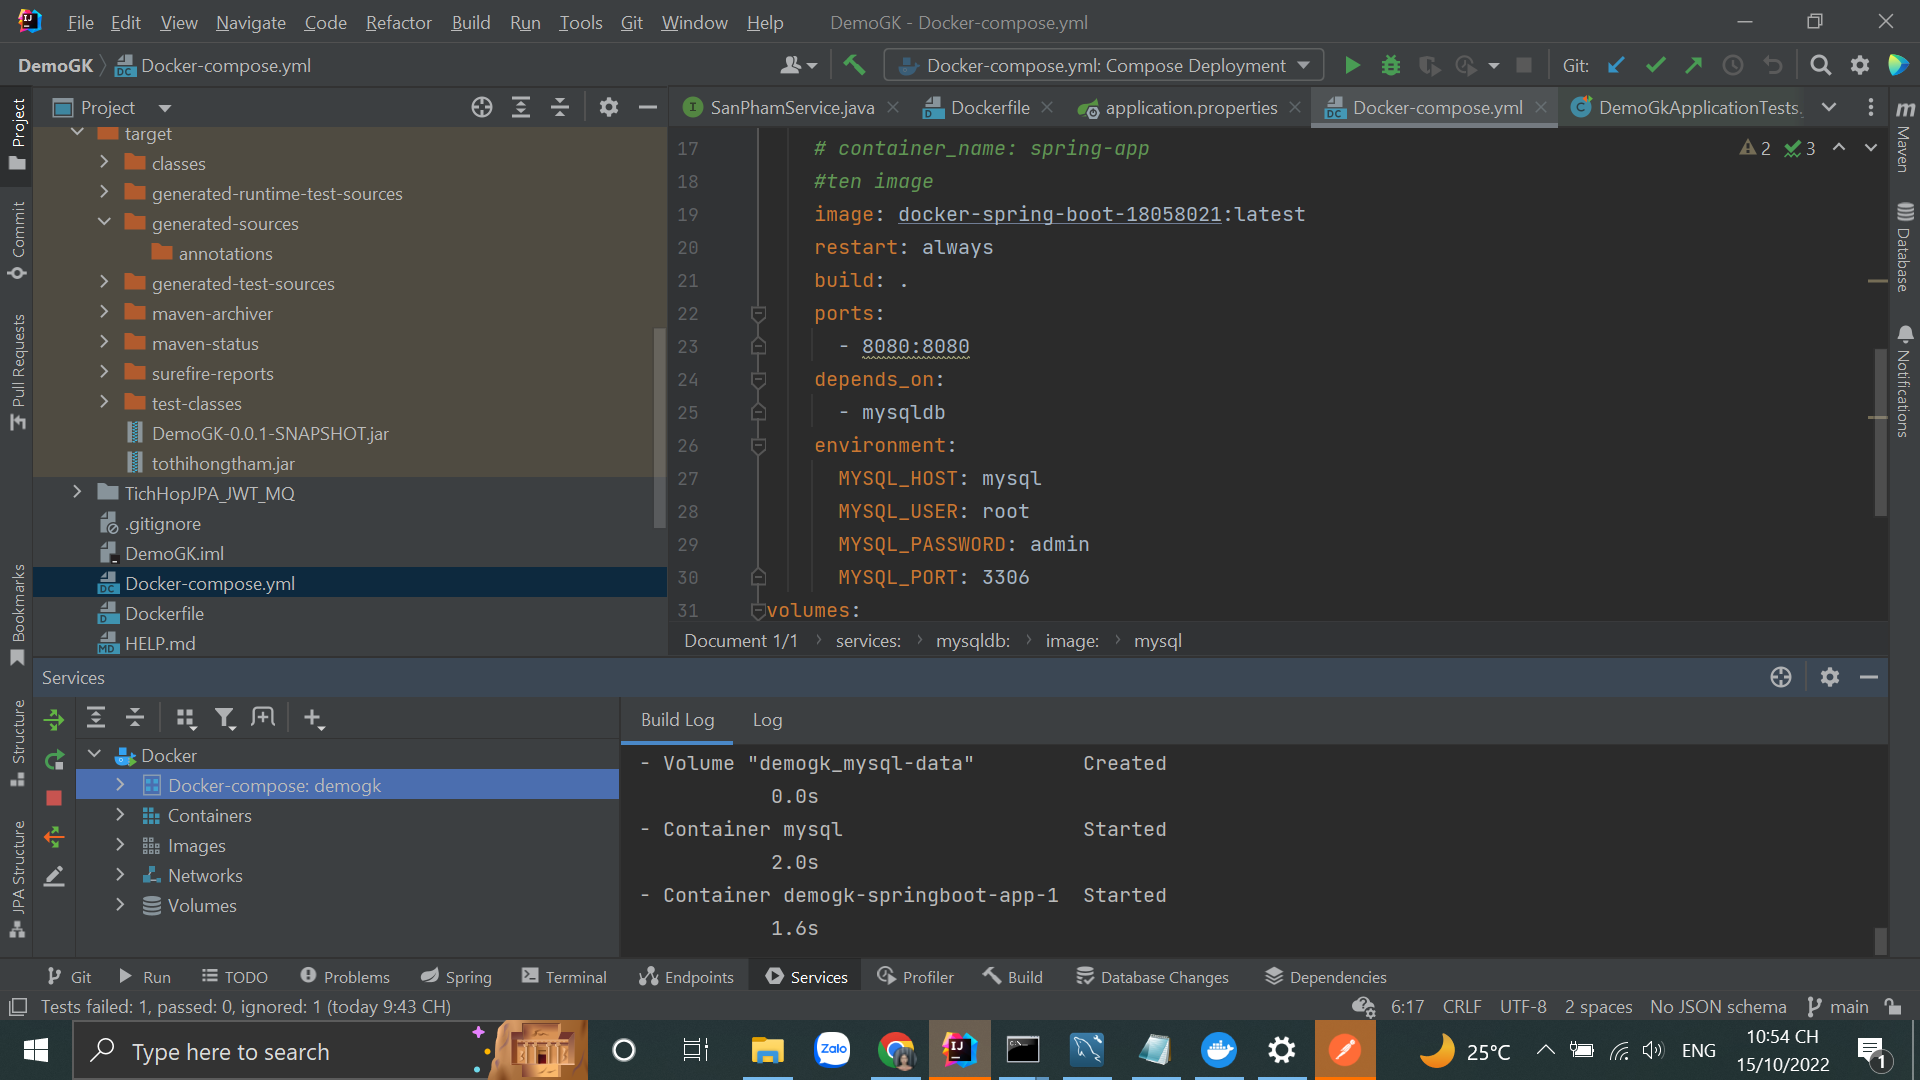 File Edit View Navigate Code Refactor Build Run Tools Git Window Help DemoGK - Docker-compose.yml
DemoGK Docker-compose.yml Docker-compose.yml: Compose Deployment Git:
Project
SanPhamService.java Dockerfile application.properties Docker-compose.yml DemoGkApplicationTests.
target
classes
generated-runtime-test-sources
generated-sources
annotations
generated-test-sources
maven-archiver
maven-status
surefire-reports
test-classes
DemoGK-0.0.1-SNAPSHOT.jar
tothihongtham.jar
TichHopJPA_JWT_MQ
.gitignore
DemoGK.iml
Docker-compose.yml
Dockerfile
HELP.md
Project
Commit
Pull Requests
Bookmarks
Structure
JPA Structure
17 # container_name: spring-app
18 #ten image
19 image: docker-spring-boot-18058021:latest
20 restart: always
21 build: .
22 ports:
23 - 8080:8080
24 depends_on:
25 - mysqldb
26 environment:
27 MYSQL_HOST: mysql
28 MYSQL_USER: root
29 MYSQL_PASSWORD: admin
30 MYSQL_PORT: 3306
31 volumes:
2 3
Document 1/1 services: mysqldb: image: mysql
Maven
Database
Notifications
Services
Docker
Docker-compose: demogk
Containers
Images
Networks
Volumes
Build Log Log
- Volume "demogk_mysql-data" Created
0.0s
- Container mysql Started
2.0s
- Container demogk-springboot-app-1 Started
1.6s
Git Run TODO Problems Spring Terminal Endpoints Services Profiler Build Database Changes Dependencies
Tests failed: 1, passed: 0, ignored: 1 (today 9:43 CH) 6:17 CRLF UTF-8 2 spaces No JSON schema main
Type here to search
Zalo
25°C ENG
10:54 CH
15/10/2022
1